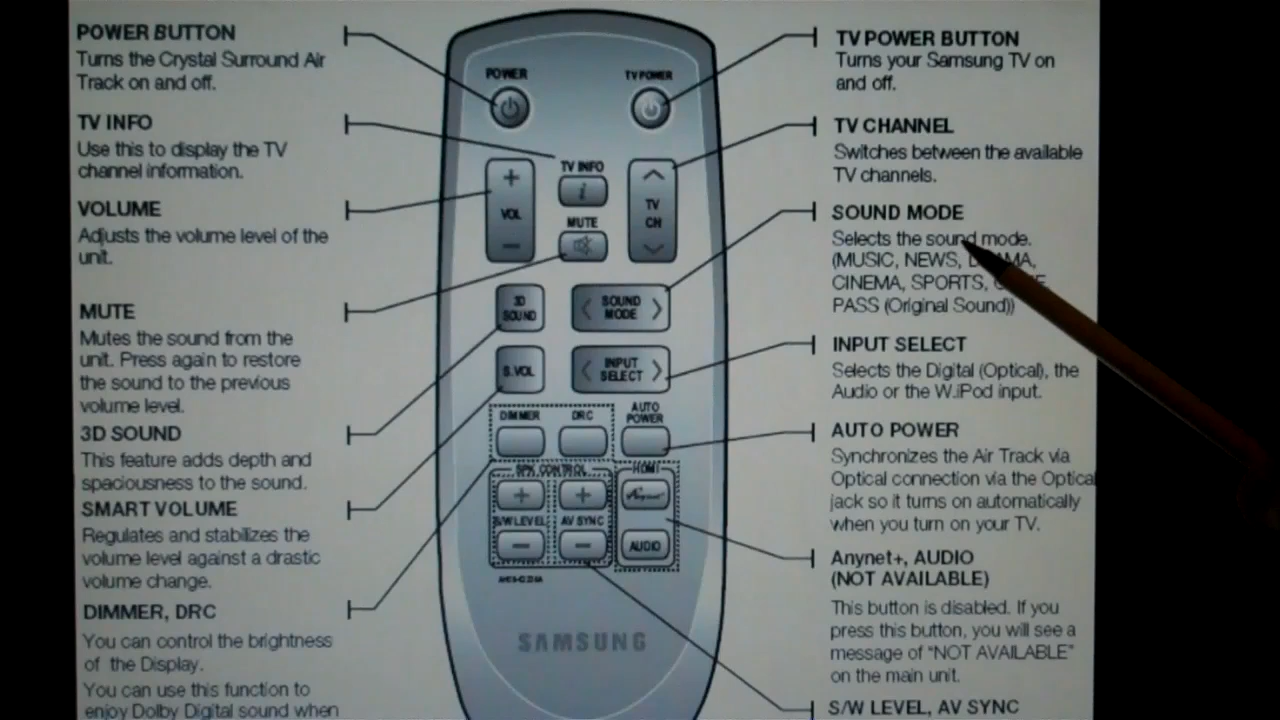 POWER BUTTON
Turns the Crystal Surround Air
Track on and off.
TV INFO
Use this to display the TV
channel information.
VOLUME
Adjusts the volume level of the
unit.
MUTE
Mutes the sound from the
unit. Press again to restore
the sound to the previous
volume level.
3D SOUND
This feature adds depth and
spaciousness to the sound.
SMART VOLUME
Regulates and stabilizes the
volume level against a drastic
volume change.
DIMMER, DRC
You can control the brightness
of the Display.
You can use this function to
enjoy Dolby Digital sound when
POWER
TV POWER
TV INFO
i
+
VOL
−
TV
CH
MUTE
3D
SOUND
SOUND
MODE
S.VOL
INPUT
SELECT
DIMMER
DRC
AUTO
POWER
SPK CONTROL
HDMI
+
+
Anynet+
S/W LEVEL
AV SYNC
−
−
AUDIO
SAMSUNG
TV POWER BUTTON
Turns your Samsung TV on
and off.
TV CHANNEL
Switches between the available
TV channels.
SOUND MODE
Selects the sound mode.
(MUSIC, NEWS,
CINEMA, SPORTS,
PASS (Original Sound))
INPUT SELECT
Selects the Digital (Optical), the
Audio or the W.iPod input.
AUTO POWER
Synchronizes the Air Track via
Optical connection via the Optical
jack so it turns on automatically
when you turn on your TV.
Anynet+, AUDIO
(NOT AVAILABLE)
This button is disabled. If you
press this button, you will see a
message of “NOT AVAILABLE”
on the main unit.
S/W LEVEL, AV SYNC